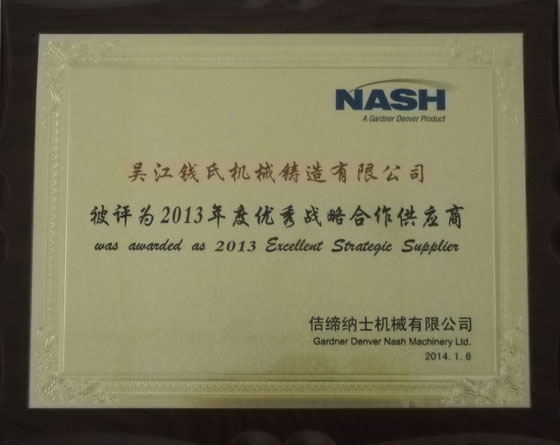 NASH
A Gardner Denver Product
吴江钱氏机械铸造有限公司
被评为2013年度优秀战略合作供应商
was awarded as 2013 Excellent Strategic Supplier
佶缔纳士机械有限公司
Gardner Denver Nash Machinery Ltd.
2014.1.6